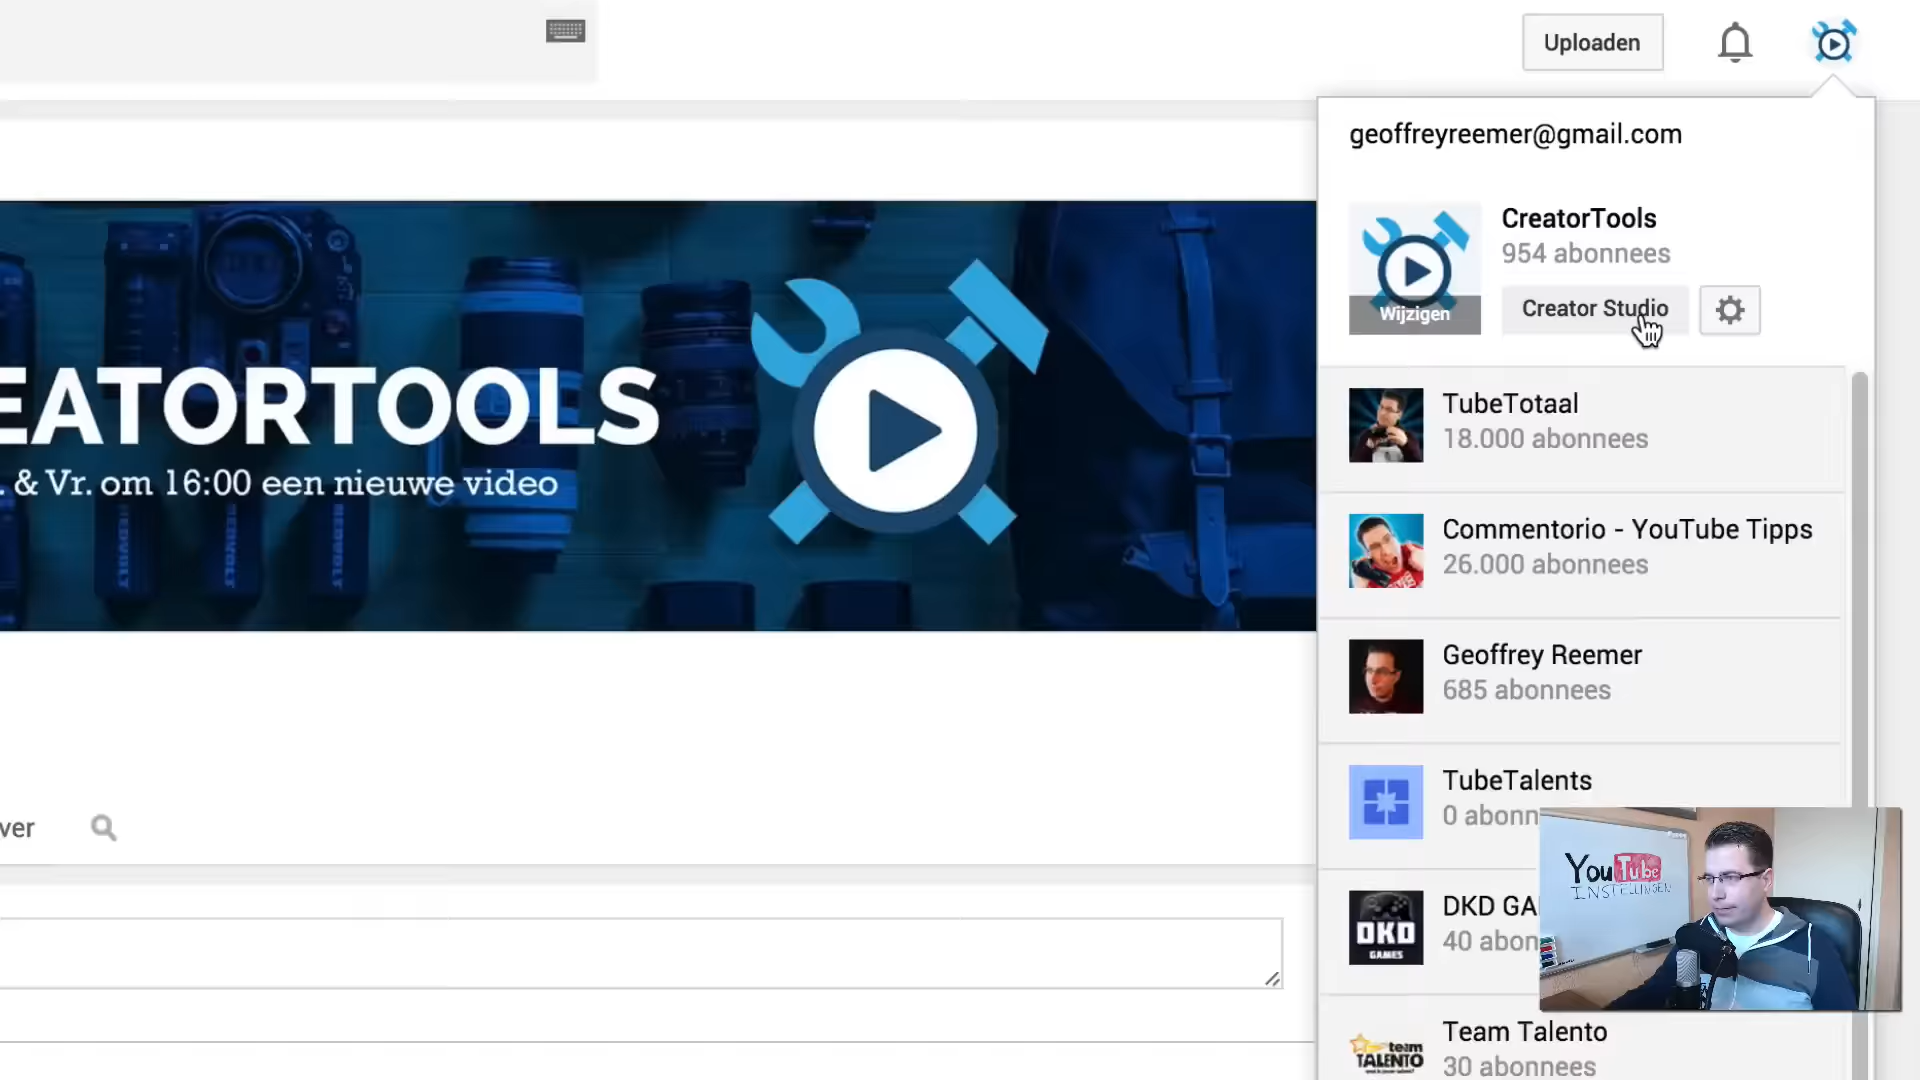 Uploaden
geoffreyreemer@gmail.com
CreatorTools
954 abonnees
Wijzigen
Creator Studio
EATORTOOLS
. & Vr. om 16:00 een nieuwe video
TubeTotaal
18.000 abonnees
Commentorio - YouTube Tipps
26.000 abonnees
Geoffrey Reemer
685 abonnees
TubeTalents
0 abonn
ver
YouTube
INSTELLINGEN
DKD GA
40 abon
DKD
GAMES
Team Talento
30 abonnees
team
TALENTO